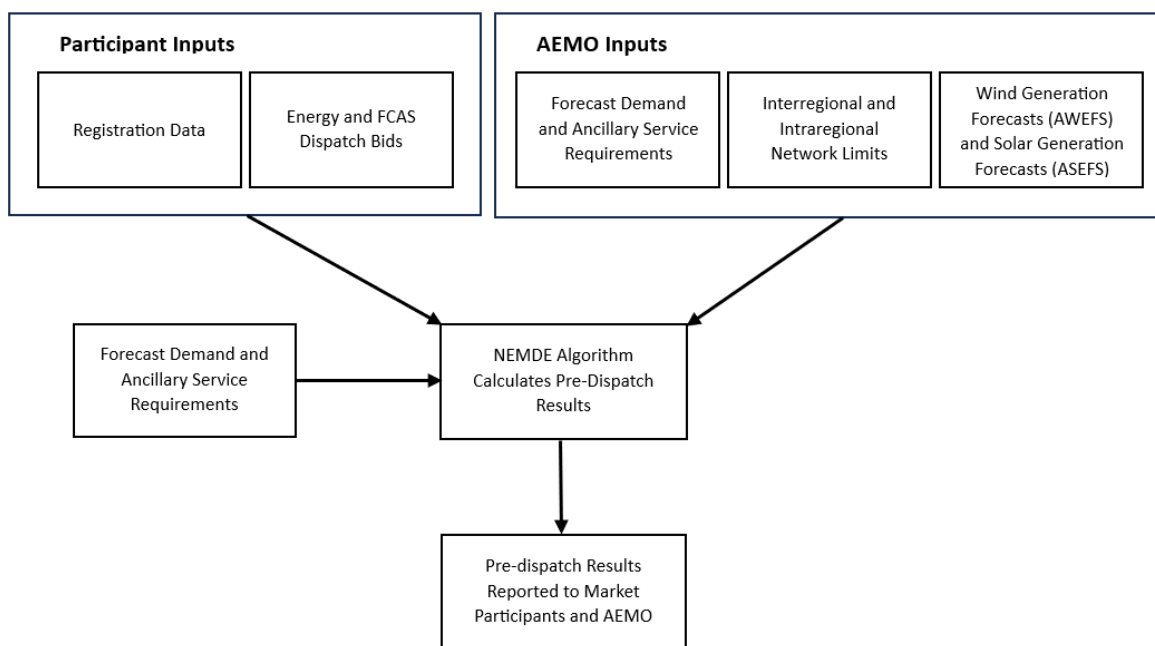 Participant Inputs
Registration Data
Energy and FCAS
Dispatch Bids
AEMO Inputs
Forecast Demand
and Ancillary Service
Requirements
Interregional and
Intraregional
Network Limits
Wind Generation
Forecasts (AWEFS)
and Solar Generation
Forecasts (ASEFS)
Forecast Demand and
Ancillary Service
Requirements
NEMDE Algorithm
Calculates Pre-Dispatch
Results
Pre-dispatch Results
Reported to Market
Participants and AEMO